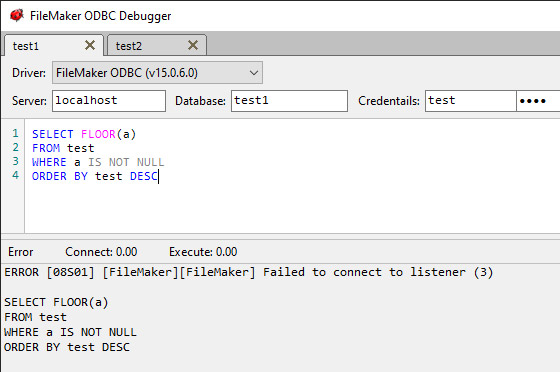 FileMaker ODBC Debugger
test1 test2
Driver: FileMaker ODBC (v15.0.6.0)
Server: localhost Database: test1 Credentails: test ••••
1 SELECT FLOOR(a)
2 FROM test
3 WHERE a IS NOT NULL
4 ORDER BY test DESC
Error Connect: 0.00 Execute: 0.00
ERROR [08S01] [FileMaker][FileMaker] Failed to connect to listener (3)
SELECT FLOOR(a)
FROM test
WHERE a IS NOT NULL
ORDER BY test DESC